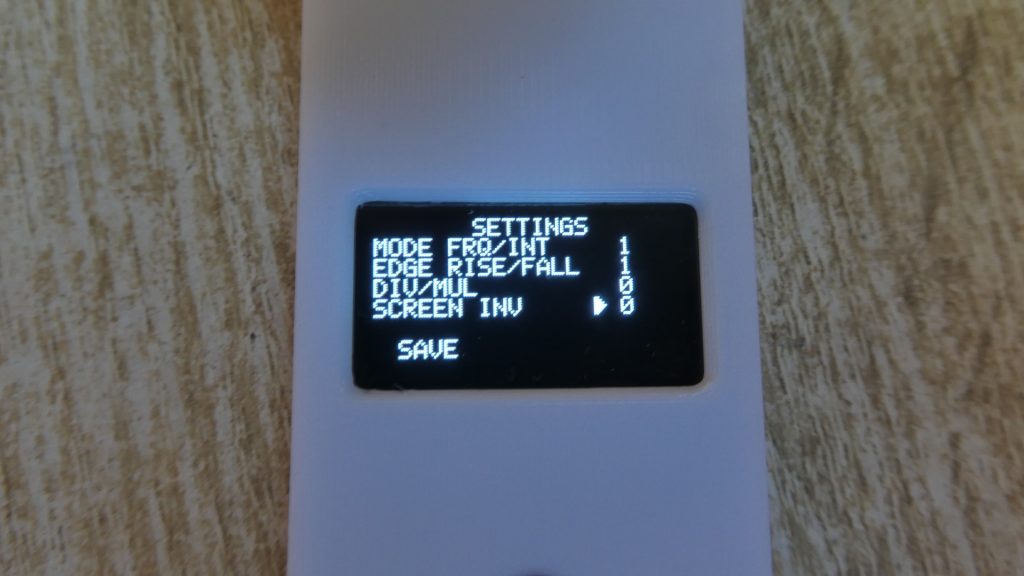 SETTINGS
MODE FRQ/INT 1
EDGE RISE/FALL 1
DIV/MUL 0
SCREEN INV 0
SAVE